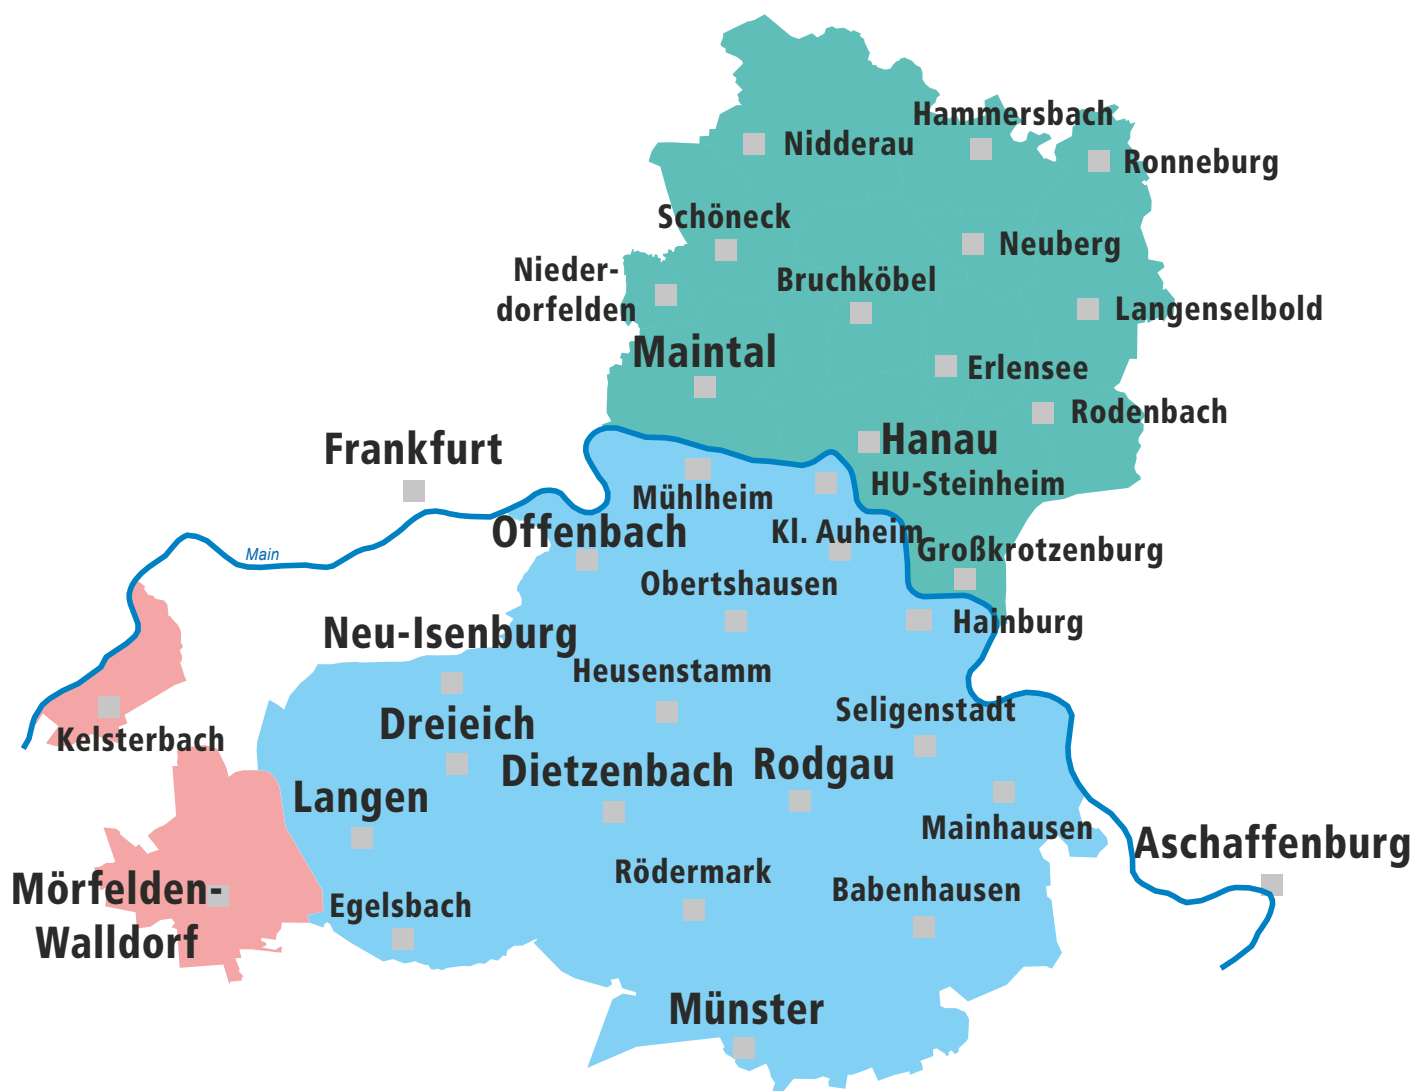 Hammersbach
Nidderau
Ronneburg
Schöneck
Neuberg
Nieder-
dorfelden
Bruchköbel
Langenselbold
Maintal
Erlensee
Rodenbach
Frankfurt
Hanau
HU-Steinheim
Mühlheim
Offenbach
Kl. Auheim
Main
Großkrotzenburg
Obertshausen
Hainburg
Neu-Isenburg
Heusenstamm
Seligenstadt
Dreieich
Kelsterbach
Dietzenbach
Rodgau
Langen
Mainhausen
Aschaffenburg
Rödermark
Mörfelden-
Walldorf
Babenhausen
Egelsbach
Münster